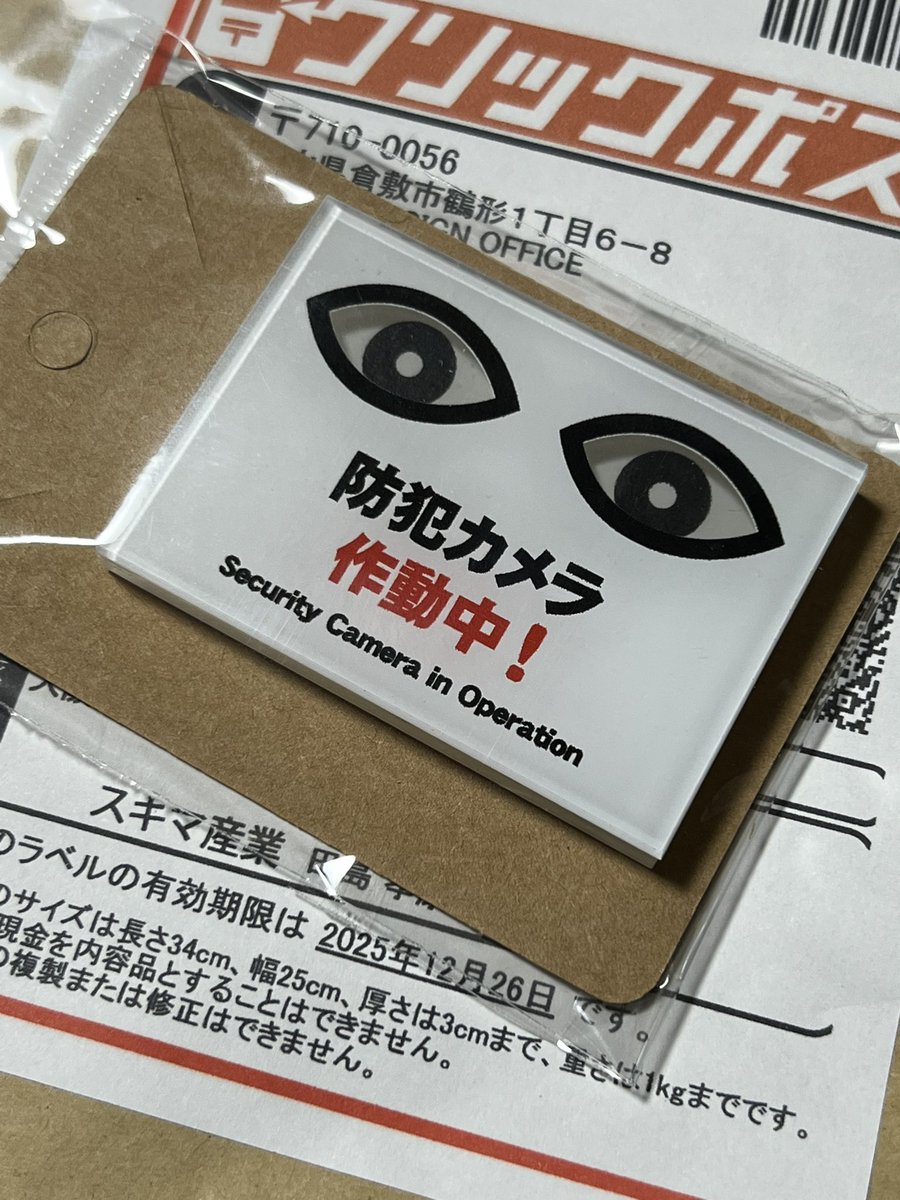 クリックポス
〒710-0056
県倉敷市鶴形1丁目6-8
SIGN OFFICE
防犯カメラ
作動中!
Security Camera in Operation
スキマ産業
のラベルの有効期限は 2025年12月26日 です。
のサイズは長さ34cm、幅25cm、厚さは3cmまで、重さは1kgまでです。
現金を内容品とすることはできません。
の複製または修正はできません。